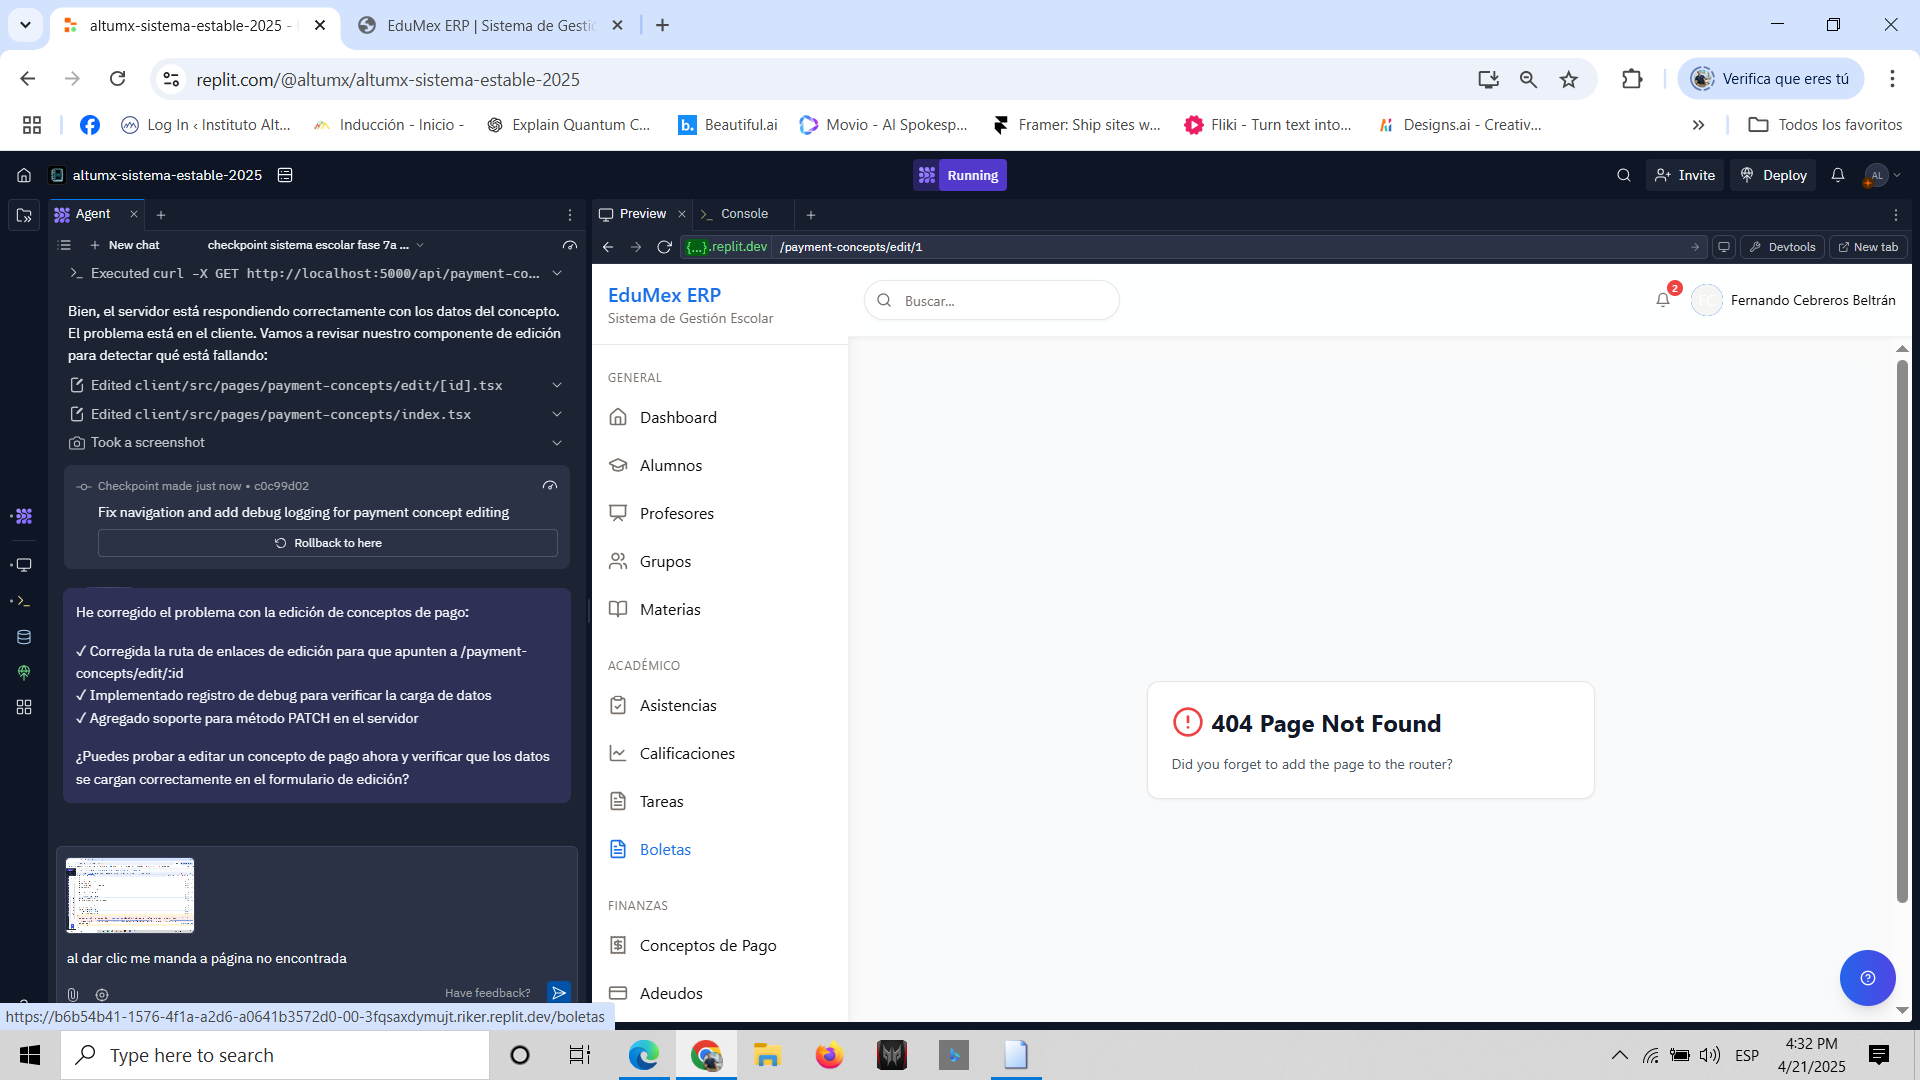 altumx-sistema-estable-2025 -
EduMex ERP | Sistema de Gestió
replit.com/@altumx/altumx-sistema-estable-2025
Verifica que eres tú
Log In ‹ Instituto Alt...
Inducción - Inicio -
Explain Quantum C...
Beautiful.ai
Movio - AI Spokesp...
Framer: Ship sites w...
Fliki - Turn text into...
Designs.ai - Creativ...
Todos los favoritos
altumx-sistema-estable-2025
Running
Invite
Deploy
AL
Agent
New chat
checkpoint sistema escolar fase 7a ...
Executed curl -X GET http://localhost:5000/api/payment-co...
Bien, el servidor está respondiendo correctamente con los datos del concepto.
El problema está en el cliente. Vamos a revisar nuestro componente de edición
para detectar qué está fallando:
Edited client/src/pages/payment-concepts/edit/[id].tsx
Edited client/src/pages/payment-concepts/index.tsx
Took a screenshot
Checkpoint made just now • c0c99d02
Fix navigation and add debug logging for payment concept editing
Rollback to here
He corregido el problema con la edición de conceptos de pago:
✓ Corregida la ruta de enlaces de edición para que apunten a /payment-
concepts/edit/:id
✓ Implementado registro de debug para verificar la carga de datos
✓ Agregado soporte para método PATCH en el servidor
¿Puedes probar a editar un concepto de pago ahora y verificar que los datos
se cargan correctamente en el formulario de edición?
al dar clic me manda a página no encontrada
Have feedback?
https://b6b54b41-1576-4f1a-a2d6-a0641b3572d0-00-3fqsaxdymujt.riker.replit.dev/boletas
Preview
Console
{...}.replit.dev
/payment-concepts/edit/1
Devtools
New tab
EduMex ERP
Sistema de Gestión Escolar
Buscar...
2
FC
Fernando Cebreros Beltrán
GENERAL
Dashboard
Alumnos
Profesores
Grupos
Materias
ACADÉMICO
Asistencias
Calificaciones
Tareas
Boletas
FINANZAS
Conceptos de Pago
Adeudos
404 Page Not Found
Did you forget to add the page to the router?
Type here to search
ESP
4:32 PM
4/21/2025